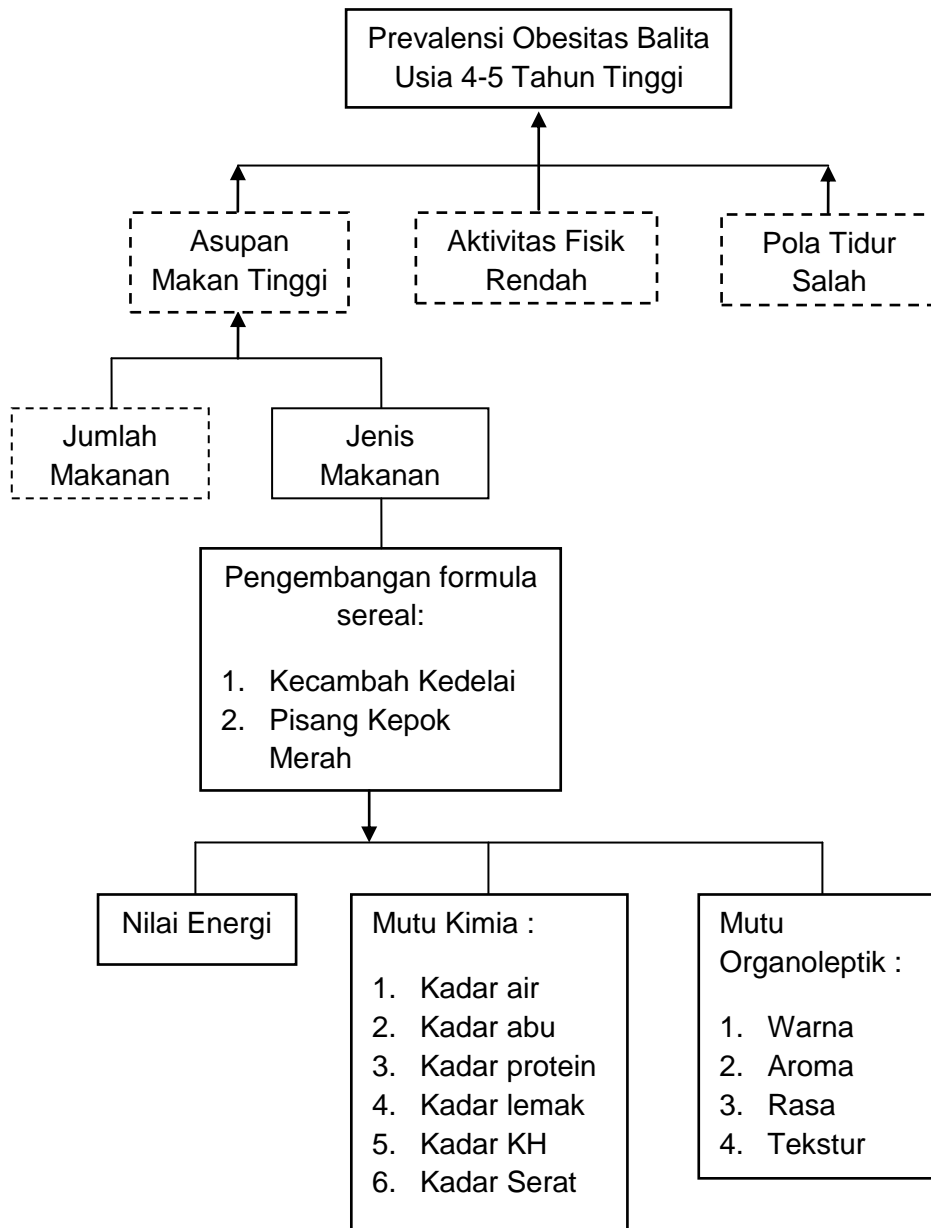 Prevalensi Obesitas Balita
Usia 4-5 Tahun Tinggi
Asupan
Makan Tinggi
Aktivitas Fisik
Rendah
Pola Tidur
Salah
Jumlah
Makanan
Jenis
Makanan
Pengembangan formula
sereal:
1. Kecambah Kedelai
2. Pisang Kepok
Merah
Nilai Energi
Mutu Kimia :
1. Kadar air
2. Kadar abu
3. Kadar protein
4. Kadar lemak
5. Kadar KH
6. Kadar Serat
Mutu
Organoleptik :
1. Warna
2. Aroma
3. Rasa
4. Tekstur